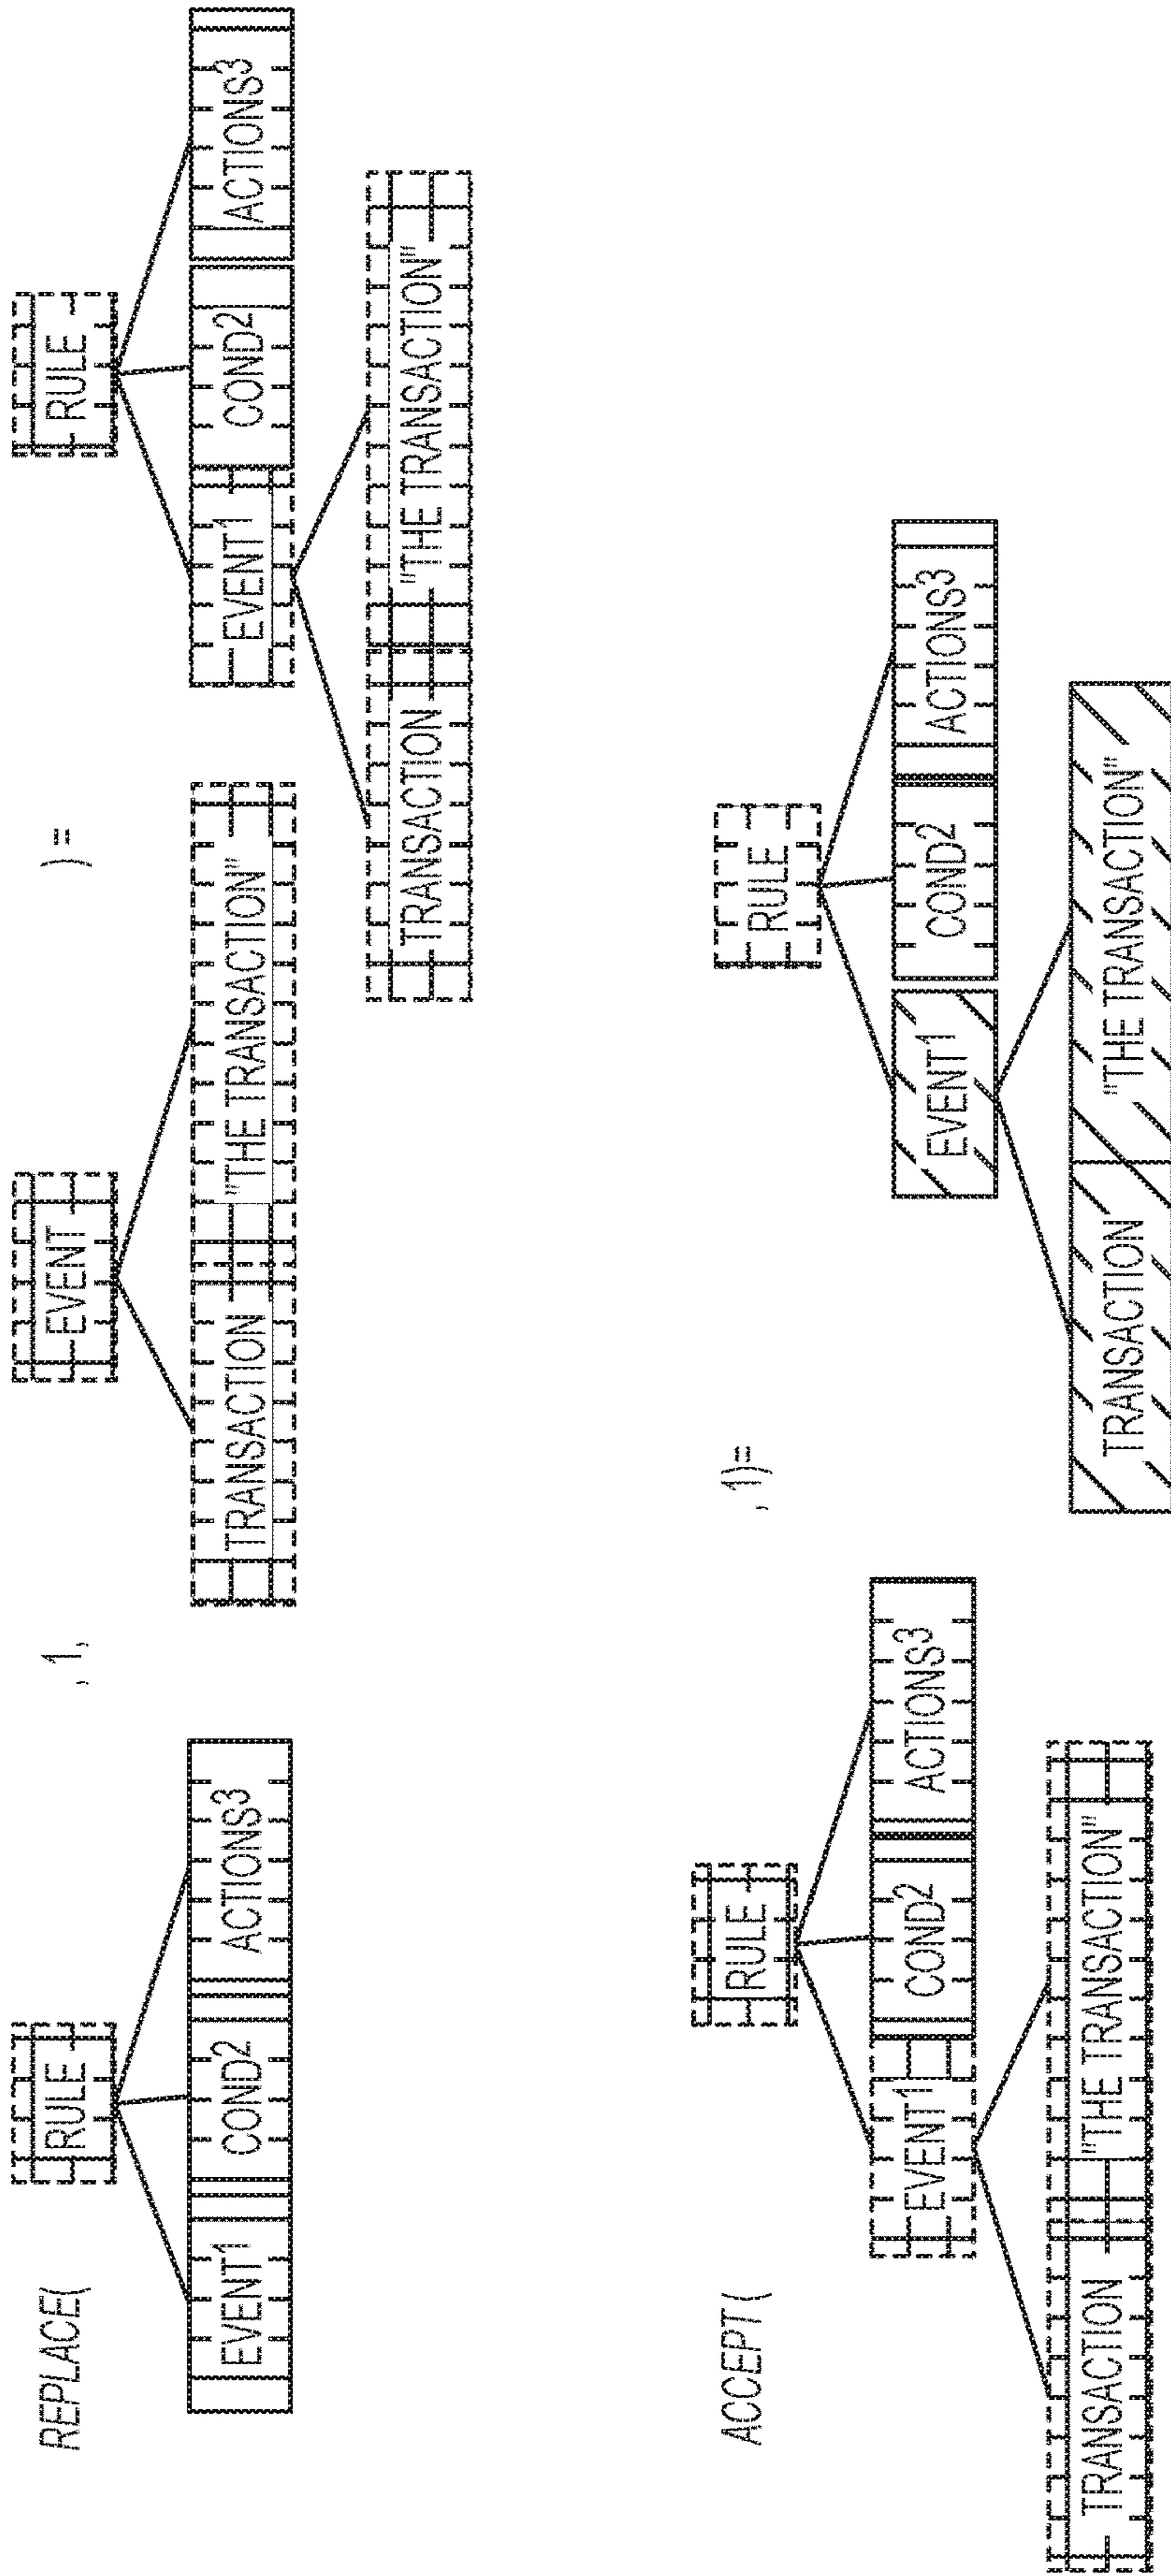 REPLACE( RULE , 1, EVENT ) = RULE
EVENT1 COND2 ACTIONS3 TRANSACTION "THE TRANSACTION" EVENT1 COND2 ACTIONS3
TRANSACTION "THE TRANSACTION"
ACCEPT ( RULE , 1)= RULE
EVENT1 COND2 ACTIONS3 EVENT1 COND2 ACTIONS3
TRANSACTION "THE TRANSACTION" TRANSACTION "THE TRANSACTION"